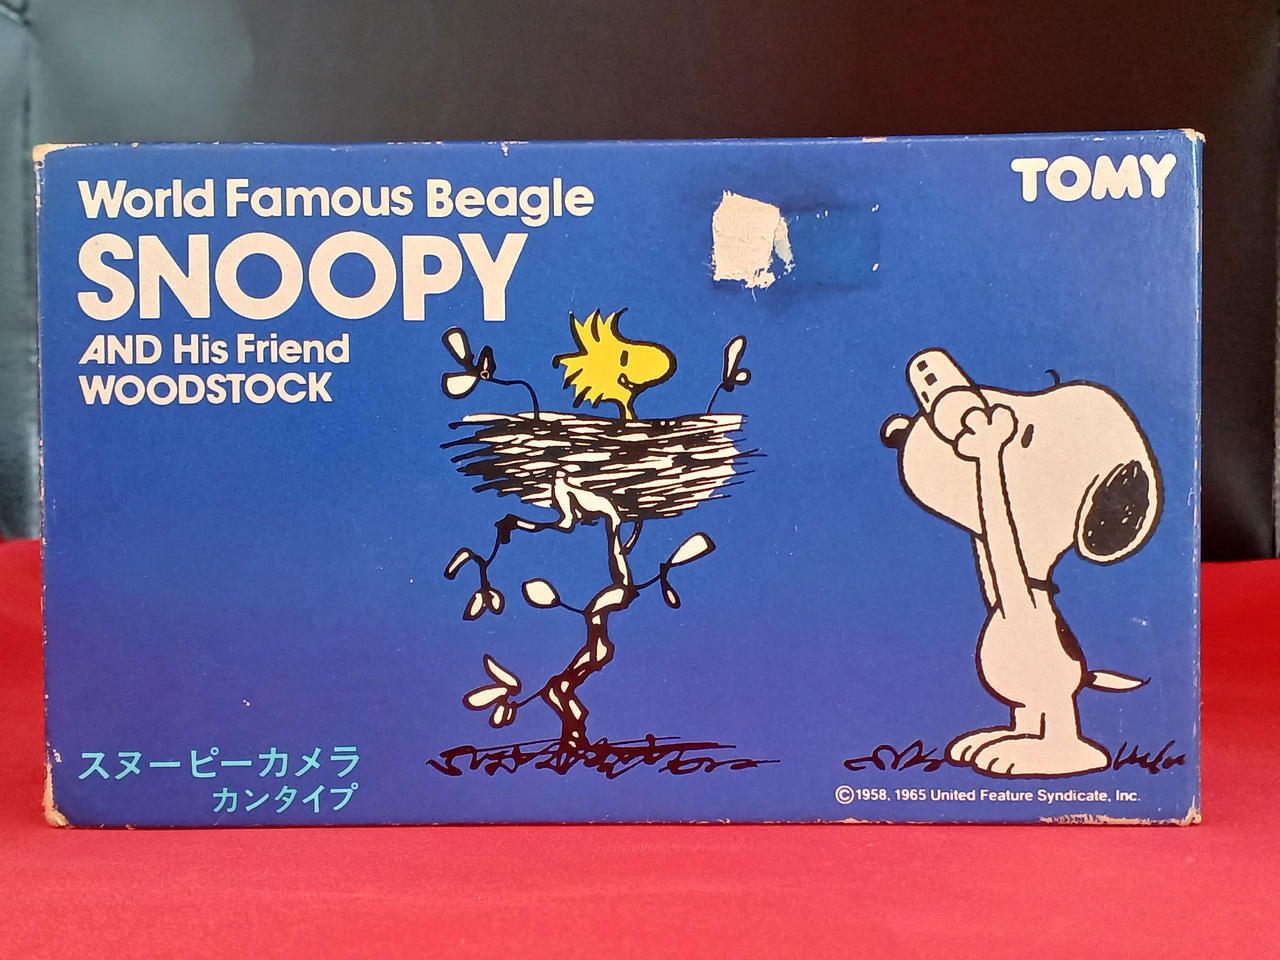 World Famous Beagle
SNOOPY
AND His Friend
WOODSTOCK
TOMY
スヌーピーカメラ
カンタイプ
©1958, 1965 United Feature Syndicate, Inc.